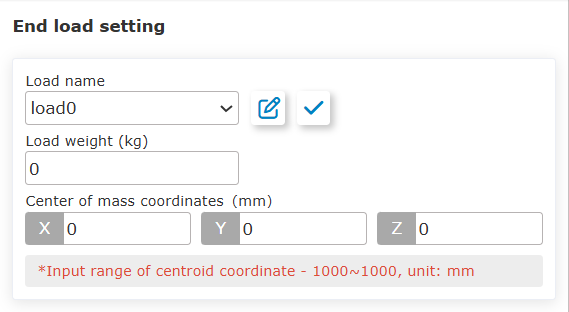 End load setting
Load name
load0
Load weight (kg)
0
Center of mass coordinates (mm)
X 0 Y 0 Z 0
*Input range of centroid coordinate - 1000~1000, unit: mm